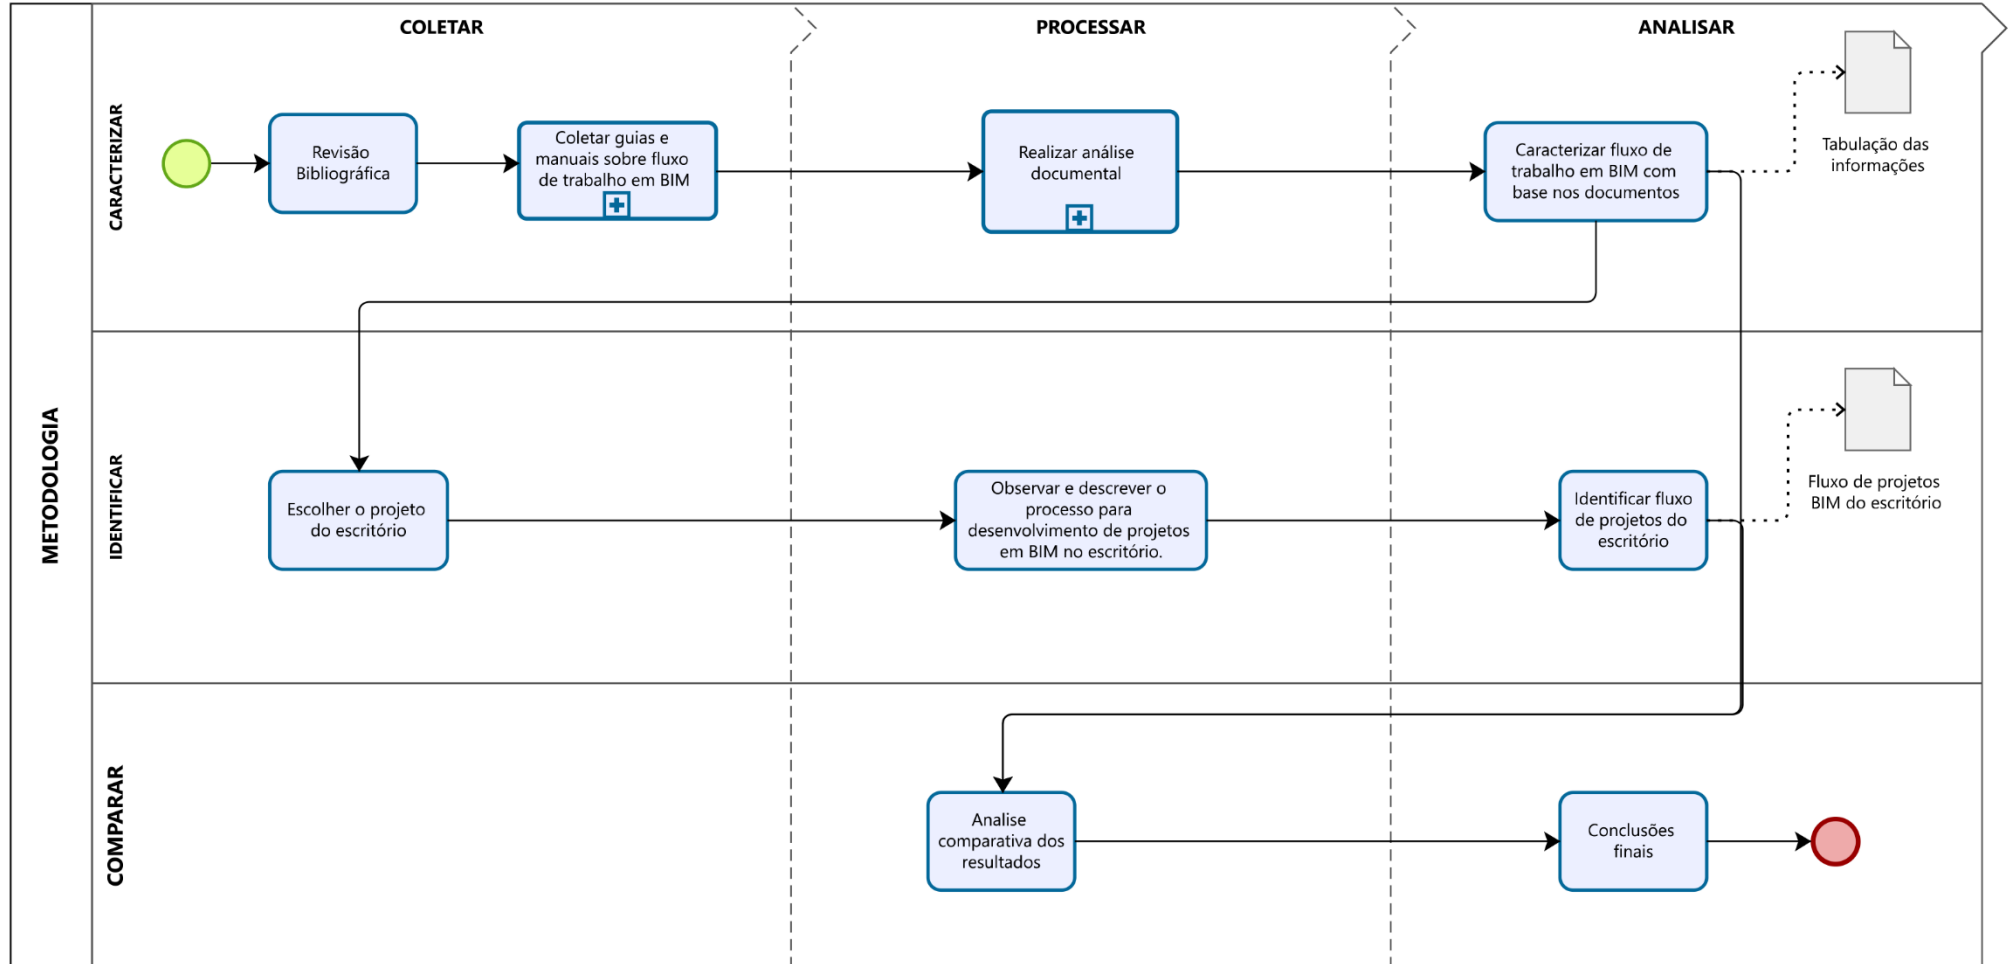 COLETAR
PROCESSAR
ANALISAR
METODOLOGIA
CARACTERIZAR
Revisão
Bibliográfica
Coletar guias e
manuais sobre fluxo
de trabalho em BIM
Realizar análise
documental
Caracterizar fluxo de
trabalho em BIM com
base nos documentos
Tabulação das
informações
IDENTIFICAR
Escolher o projeto
do escritório
Observar e descrever o
processo para
desenvolvimento de projetos
em BIM no escritório.
Identificar fluxo
de projetos do
escritório
Fluxo de projetos
BIM do escritório
COMPARAR
Analise
comparativa dos
resultados
Conclusões
finais